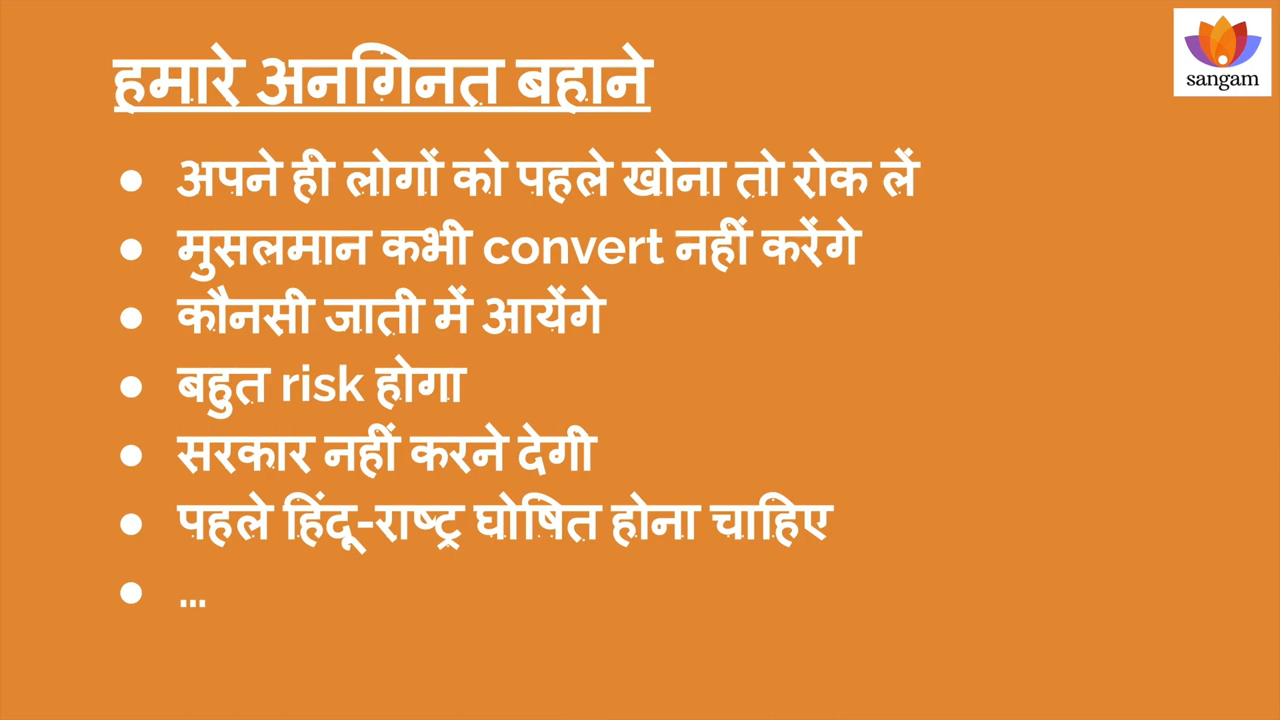 sangam
हमारे अनगिनत बहाने
● अपने ही लोगों को पहले खोना तो रोक लें
● मुसलमान कभी convert नहीं करेंगे
● कौनसी जाती में आयेंगे
● बहुत risk होगा
● सरकार नहीं करने देगी
● पहले हिंदू-राष्ट्र घोषित होना चाहिए
● ...